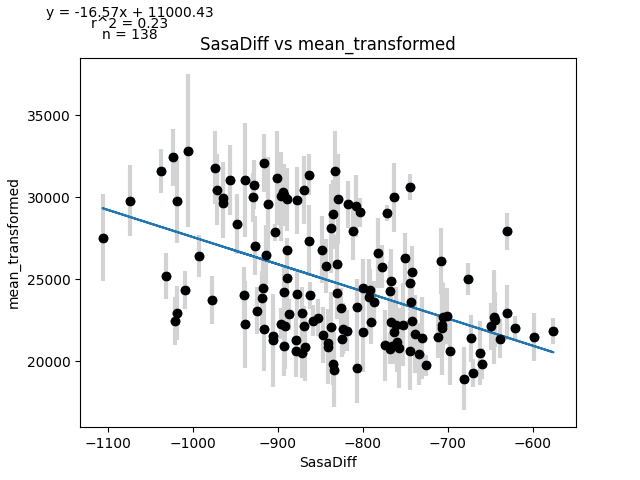 y = -16.57x + 11000.43
r^2 = 0.23
n = 138
SasaDiff vs mean_transformed
35000
30000
25000
20000
mean_transformed
−1100 −1000 −900 −800 −700 −600
SasaDiff